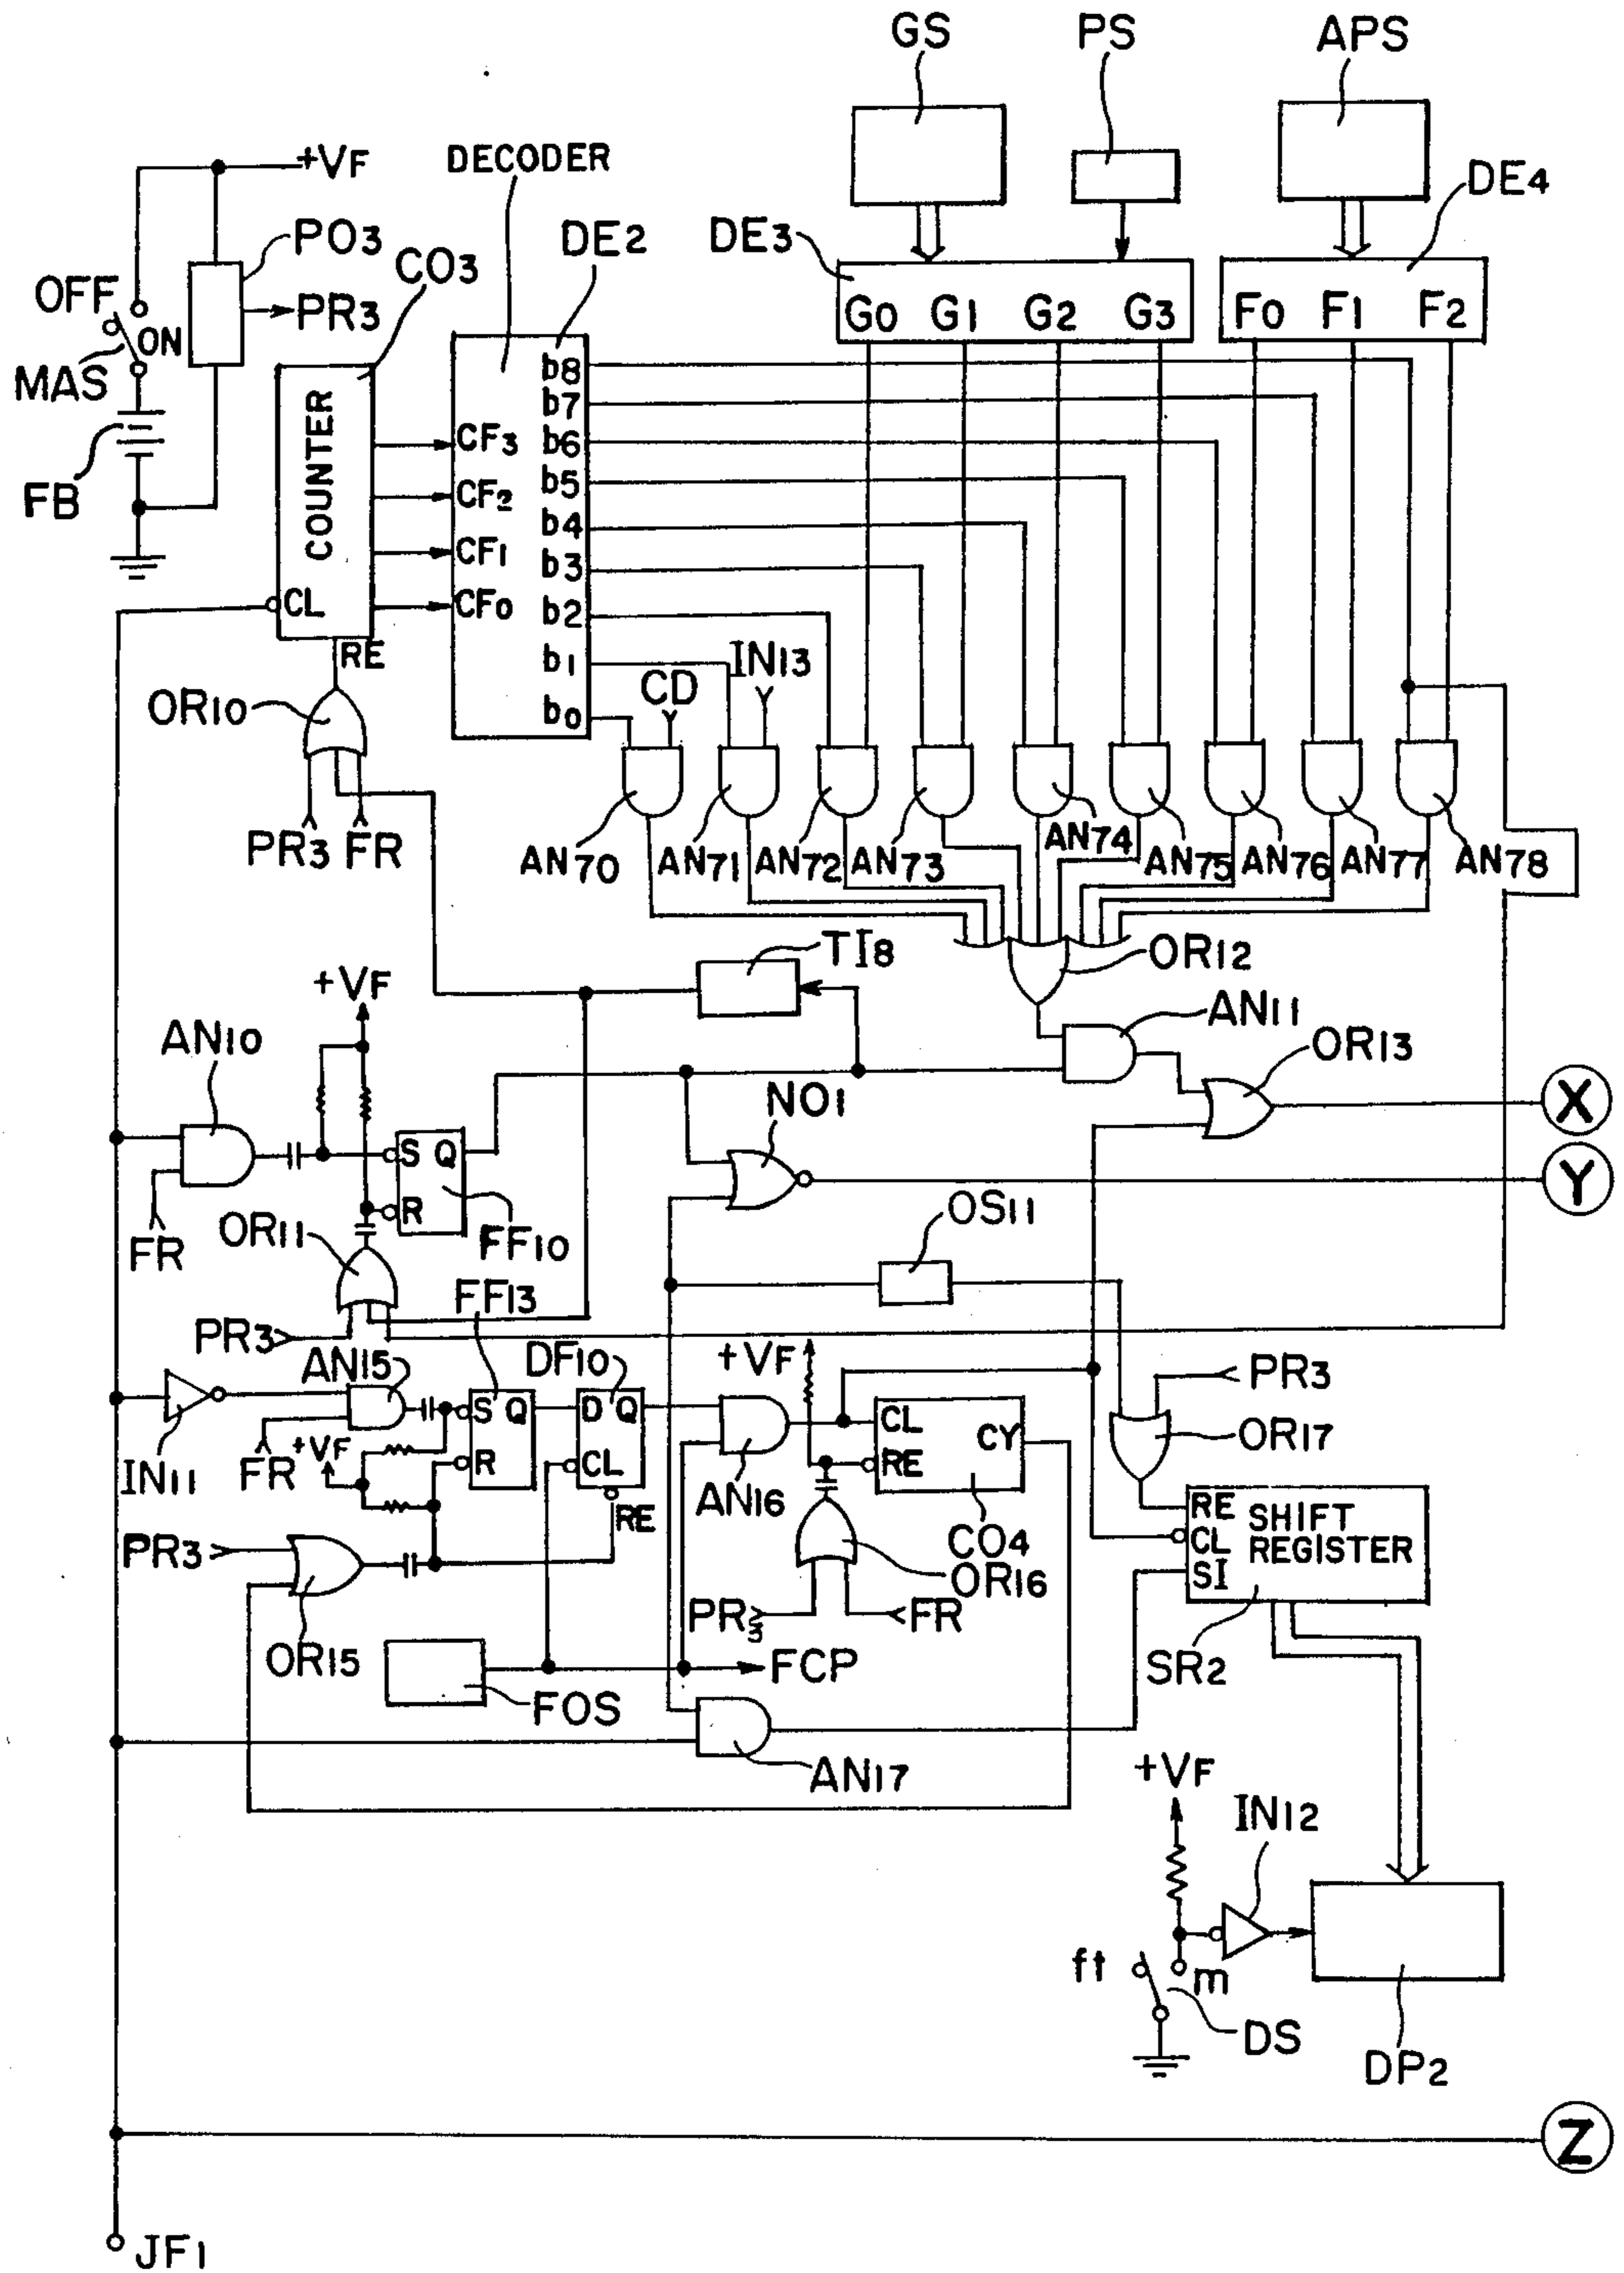 GS PS APS
+VF DECODER
PO3 DE2 DE3 DE4
OFF CO3
ON PR3
MAS
G0 G1 G2 G3 F0 F1 F2
FB
COUNTER
CL
RE
CF3
CF2
CF1
CF0
b8
b7
b6
b5
b4
b3
b2
b1
b0
CD IN13
OR10
PR3 FR
AN70 AN71 AN72 AN73 AN74 AN75 AN76 AN77 AN78
TI8 OR12
+VF
AN10 AN11
OR13
NO1 X
S Q
R
FR OR11 FF10
Y
OS11
FF13
PR3
AN15 DF10 +VF PR3
S Q
R
D Q
CL
RE
CL
RE
CY
OR17
IN11 FR +VF
AN16
CO4
OR16
RE
CL
SI
SHIFT
REGISTER
PR3
OR15
PR3 FR
FCP SR2
FOS
AN17
+VF
IN12
ft m
DS
DP2
Z
JF1